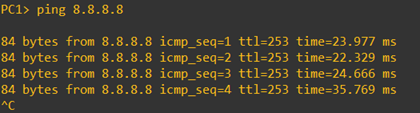 PC1> ping 8.8.8.8
84 bytes from 8.8.8.8 icmp_seq=1 ttl=253 time=23.977 ms
84 bytes from 8.8.8.8 icmp_seq=2 ttl=253 time=22.329 ms
84 bytes from 8.8.8.8 icmp_seq=3 ttl=253 time=24.666 ms
84 bytes from 8.8.8.8 icmp_seq=4 ttl=253 time=35.769 ms
^C